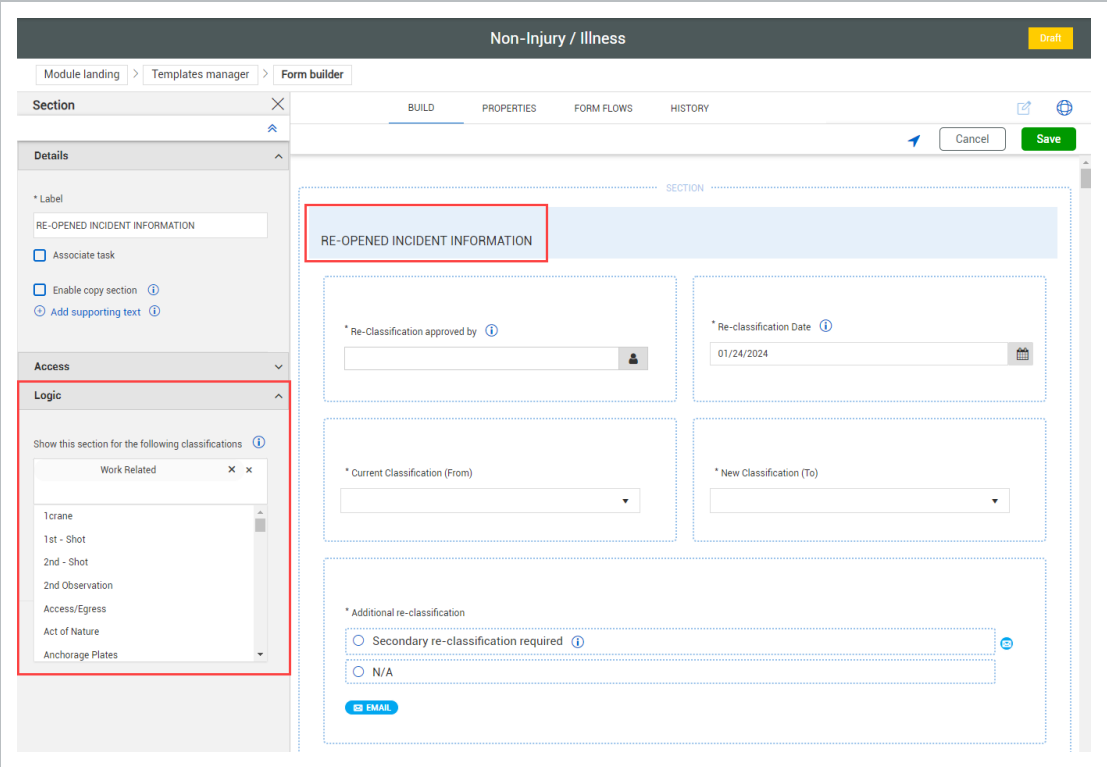 Non-Injury / Illness
Draft
Module landing > Templates manager > Form builder
Section
Details
* Label
RE-OPENED INCIDENT INFORMATION
Associate task
Enable copy section
Add supporting text
Access
Logic
Show this section for the following classifications
Work Related
1crane
1st - Shot
2nd - Shot
2nd Observation
Access/Egress
Act of Nature
Anchorage Plates
BUILD PROPERTIES FORM FLOWS HISTORY
Cancel Save
SECTION
RE-OPENED INCIDENT INFORMATION
* Re-Classification approved by
* Re-classification Date
01/24/2024
* Current Classification (From)
* New Classification (To)
* Additional re-classification
Secondary re-classification required
N/A
EMAIL